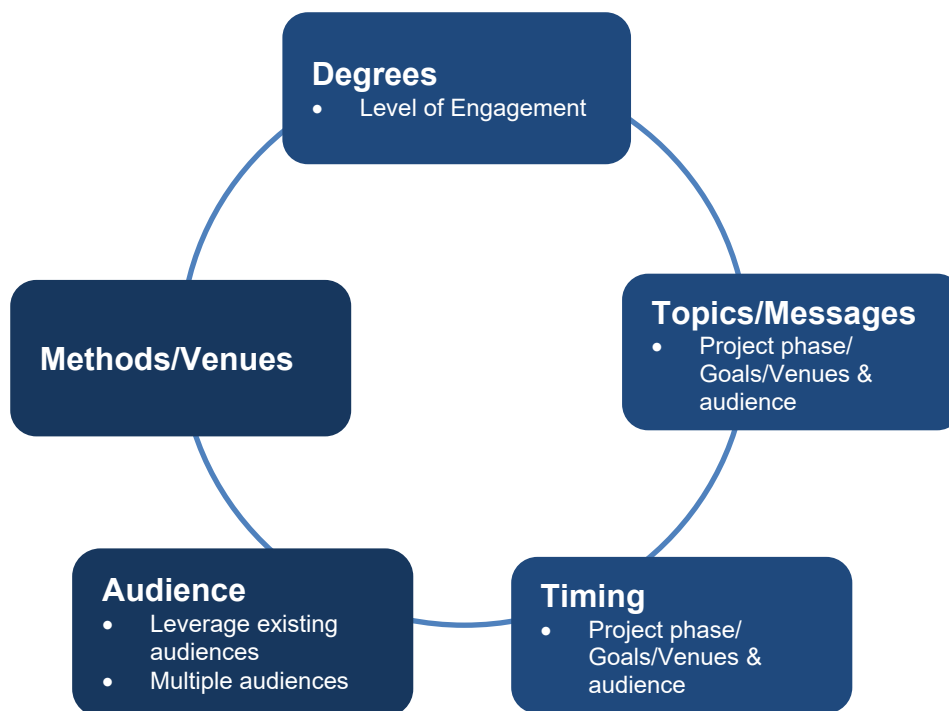 Degrees
• Level of Engagement
Topics/Messages
• Project phase/
Goals/Venues &
audience
Methods/Venues
Audience
• Leverage existing
audiences
• Multiple audiences
Timing
• Project phase/
Goals/Venues &
audience